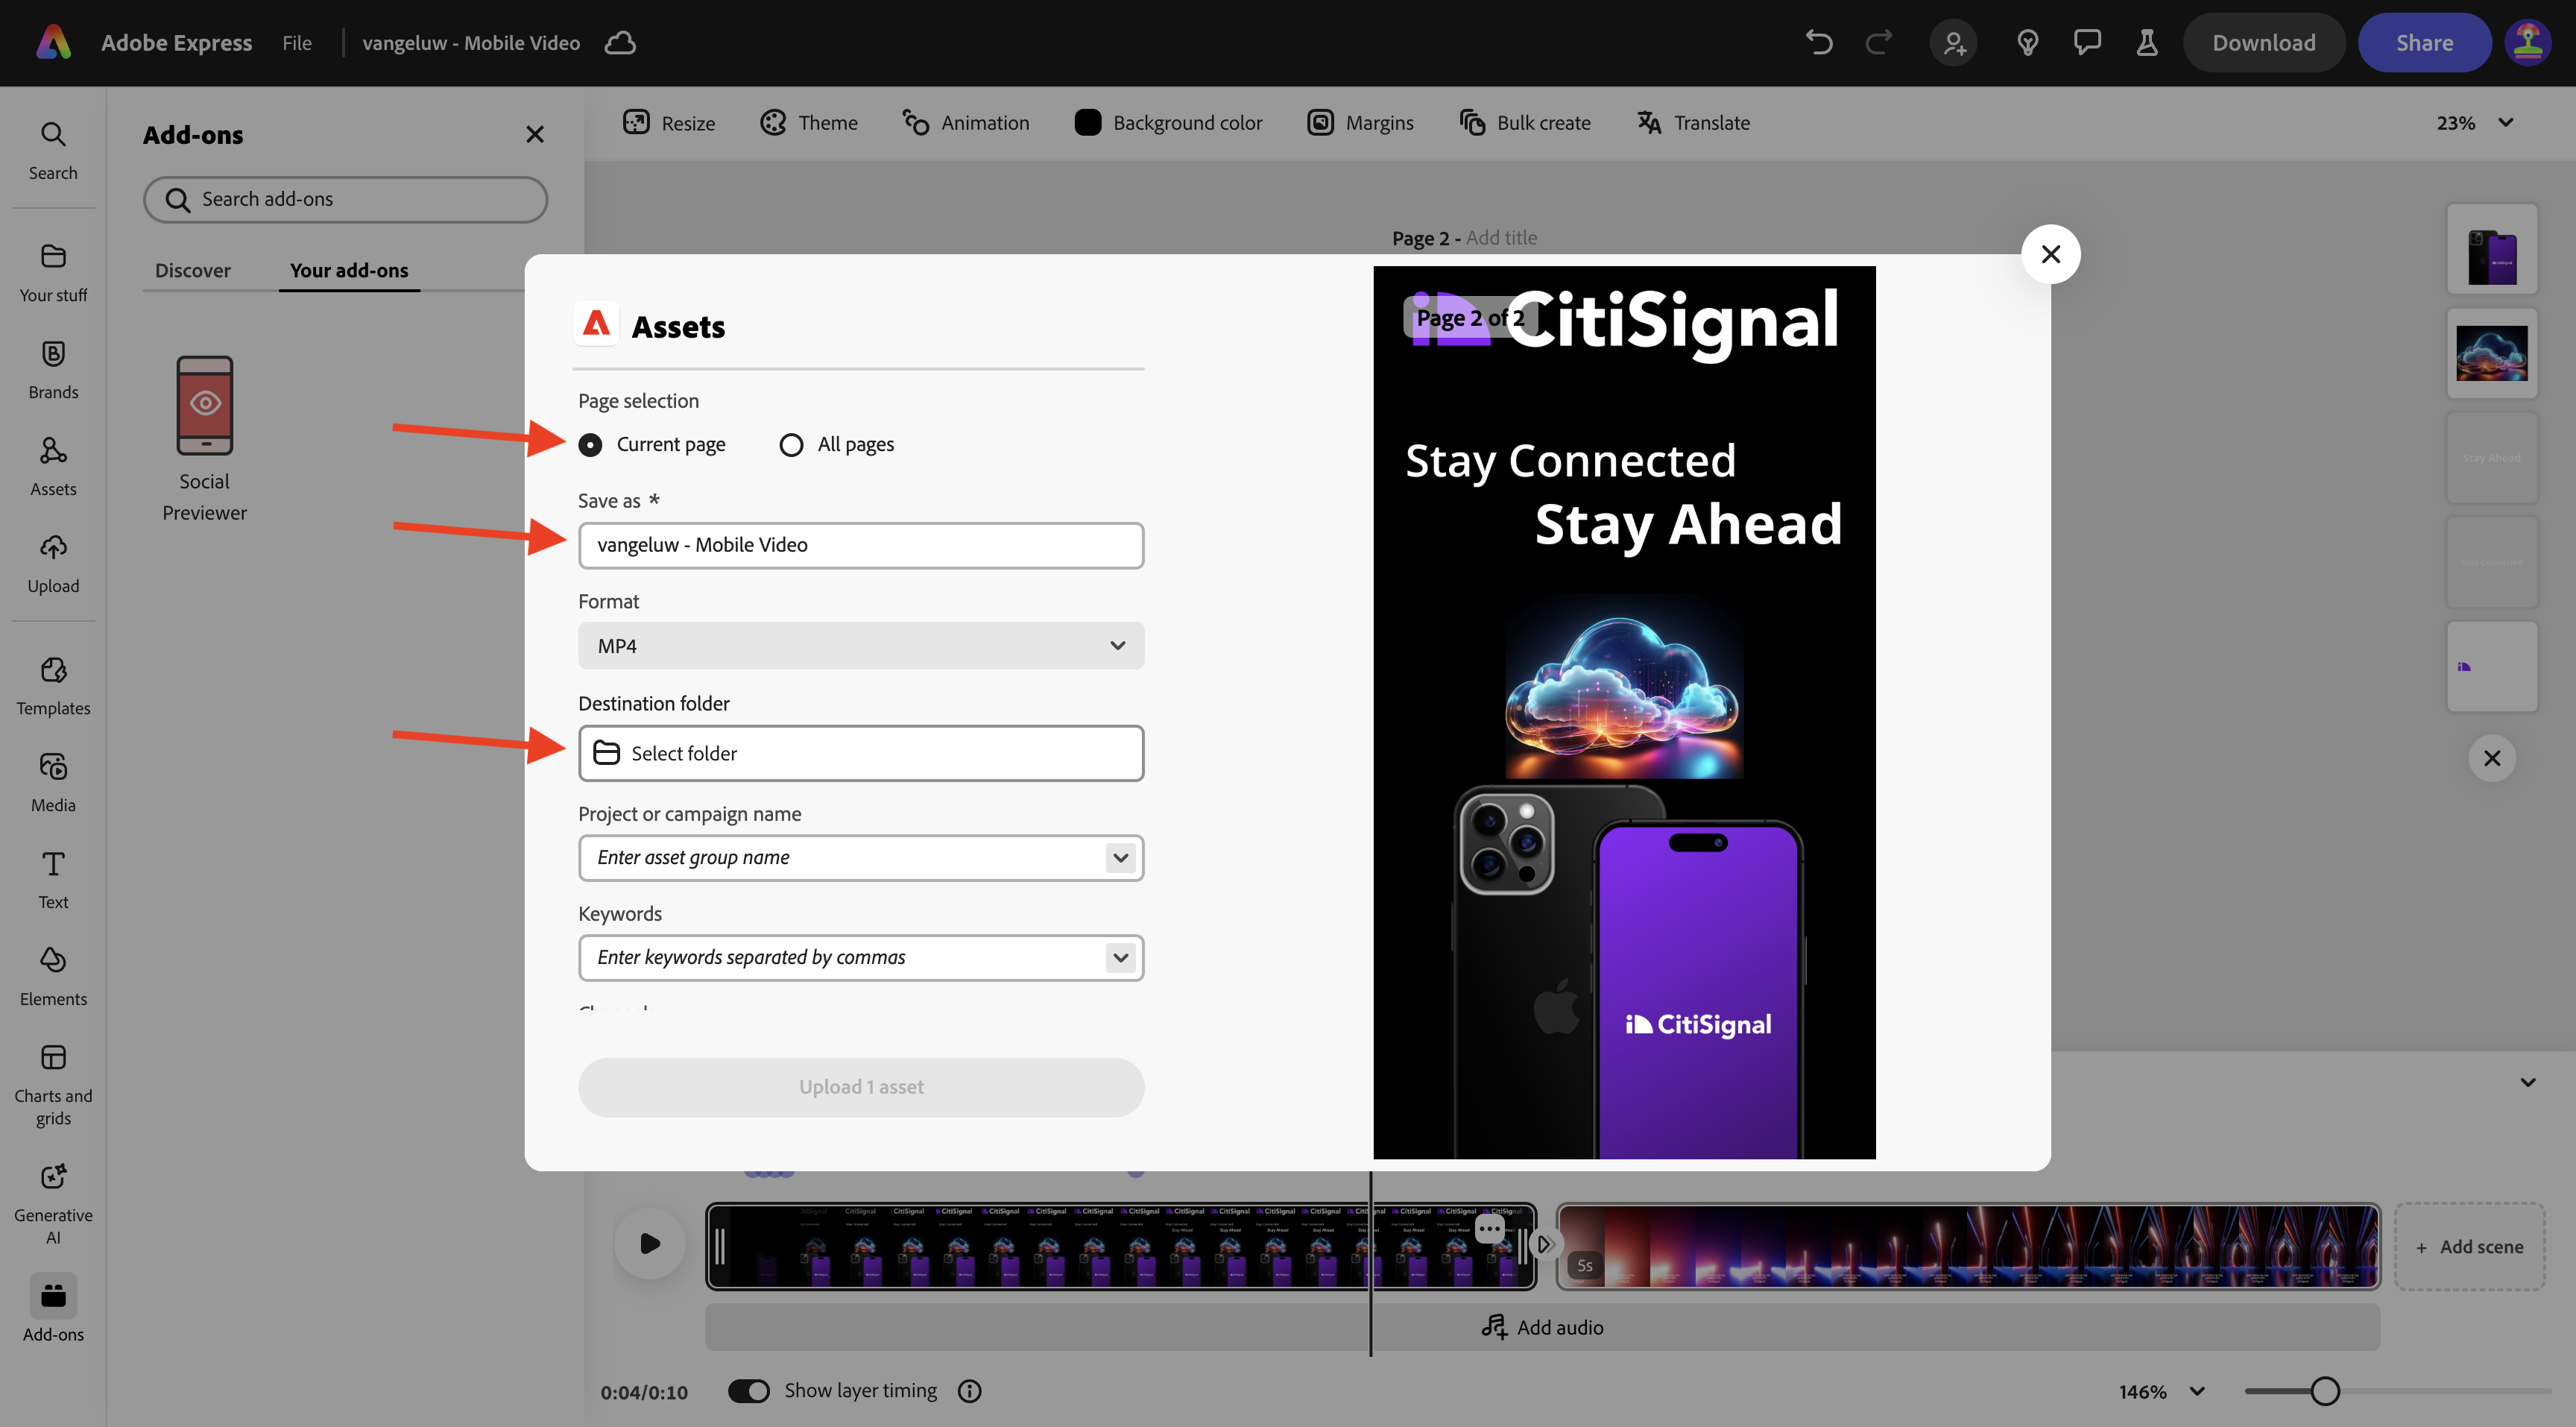 Adobe Express File vangeluw - Mobile Video Download Share
Search
Your stuff
Brands
Assets
Upload
Templates
Media
Text
Elements
Charts and
grids
Generative
AI
Add-ons
Add-ons
Search add-ons
Discover Your add-ons
Social
Previewer
Resize Theme Animation Background color Margins Bulk create Translate 23%
Page 2 - Add title
Assets
Page selection
Current page All pages
Save as *
vangeluw - Mobile Video
Format
MP4
Destination folder
Select folder
Project or campaign name
Enter asset group name
Keywords
Enter keywords separated by commas
Upload 1 asset
Page 2 of 2
CitiSignal
Stay Connected
Stay Ahead
CitiSignal
Stay Ahead
Stay Connected
5s
+ Add scene
Add audio
0:04/0:10 Show layer timing 146%